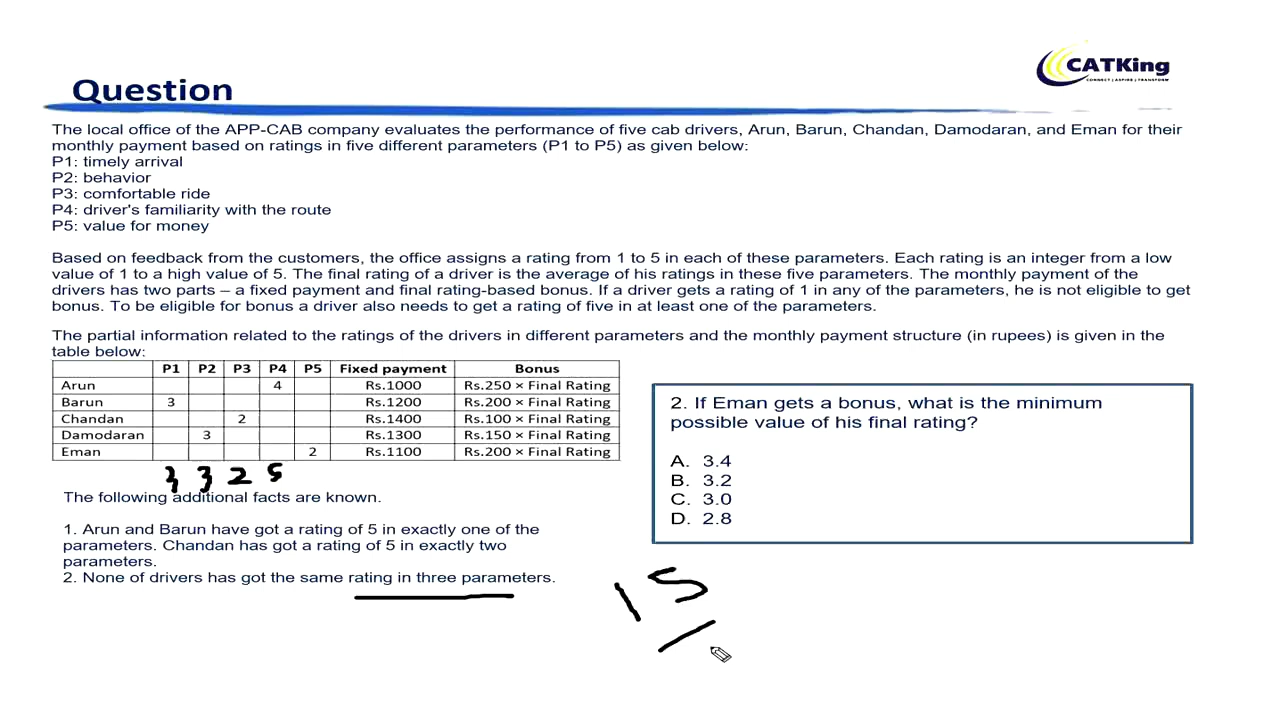 CATKing
CONNECT | ASPIRE | TRANSFORM
Question
The local office of the APP-CAB company evaluates the performance of five cab drivers, Arun, Barun, Chandan, Damodaran, and Eman for their
monthly payment based on ratings in five different parameters (P1 to P5) as given below:
P1: timely arrival
P2: behavior
P3: comfortable ride
P4: driver's familiarity with the route
P5: value for money
Based on feedback from the customers, the office assigns a rating from 1 to 5 in each of these parameters. Each rating is an integer from a low
value of 1 to a high value of 5. The final rating of a driver is the average of his ratings in these five parameters. The monthly payment of the
drivers has two parts – a fixed payment and final rating-based bonus. If a driver gets a rating of 1 in any of the parameters, he is not eligible to get
bonus. To be eligible for bonus a driver also needs to get a rating of five in at least one of the parameters.
The partial information related to the ratings of the drivers in different parameters and the monthly payment structure (in rupees) is given in the
table below:
P1 P2 P3 P4 P5 Fixed payment Bonus
Arun 4 Rs.1000 Rs.250 × Final Rating
Barun 3 Rs.1200 Rs.200 × Final Rating
Chandan 2 Rs.1400 Rs.100 × Final Rating
Damodaran 3 Rs.1300 Rs.150 × Final Rating
Eman 2 Rs.1100 Rs.200 × Final Rating
3 3 2 5
The following additional facts are known.
1. Arun and Barun have got a rating of 5 in exactly one of the
parameters. Chandan has got a rating of 5 in exactly two
parameters.
2. None of drivers has got the same rating in three parameters.
2. If Eman gets a bonus, what is the minimum
possible value of his final rating?
A. 3.4
B. 3.2
C. 3.0
D. 2.8
15